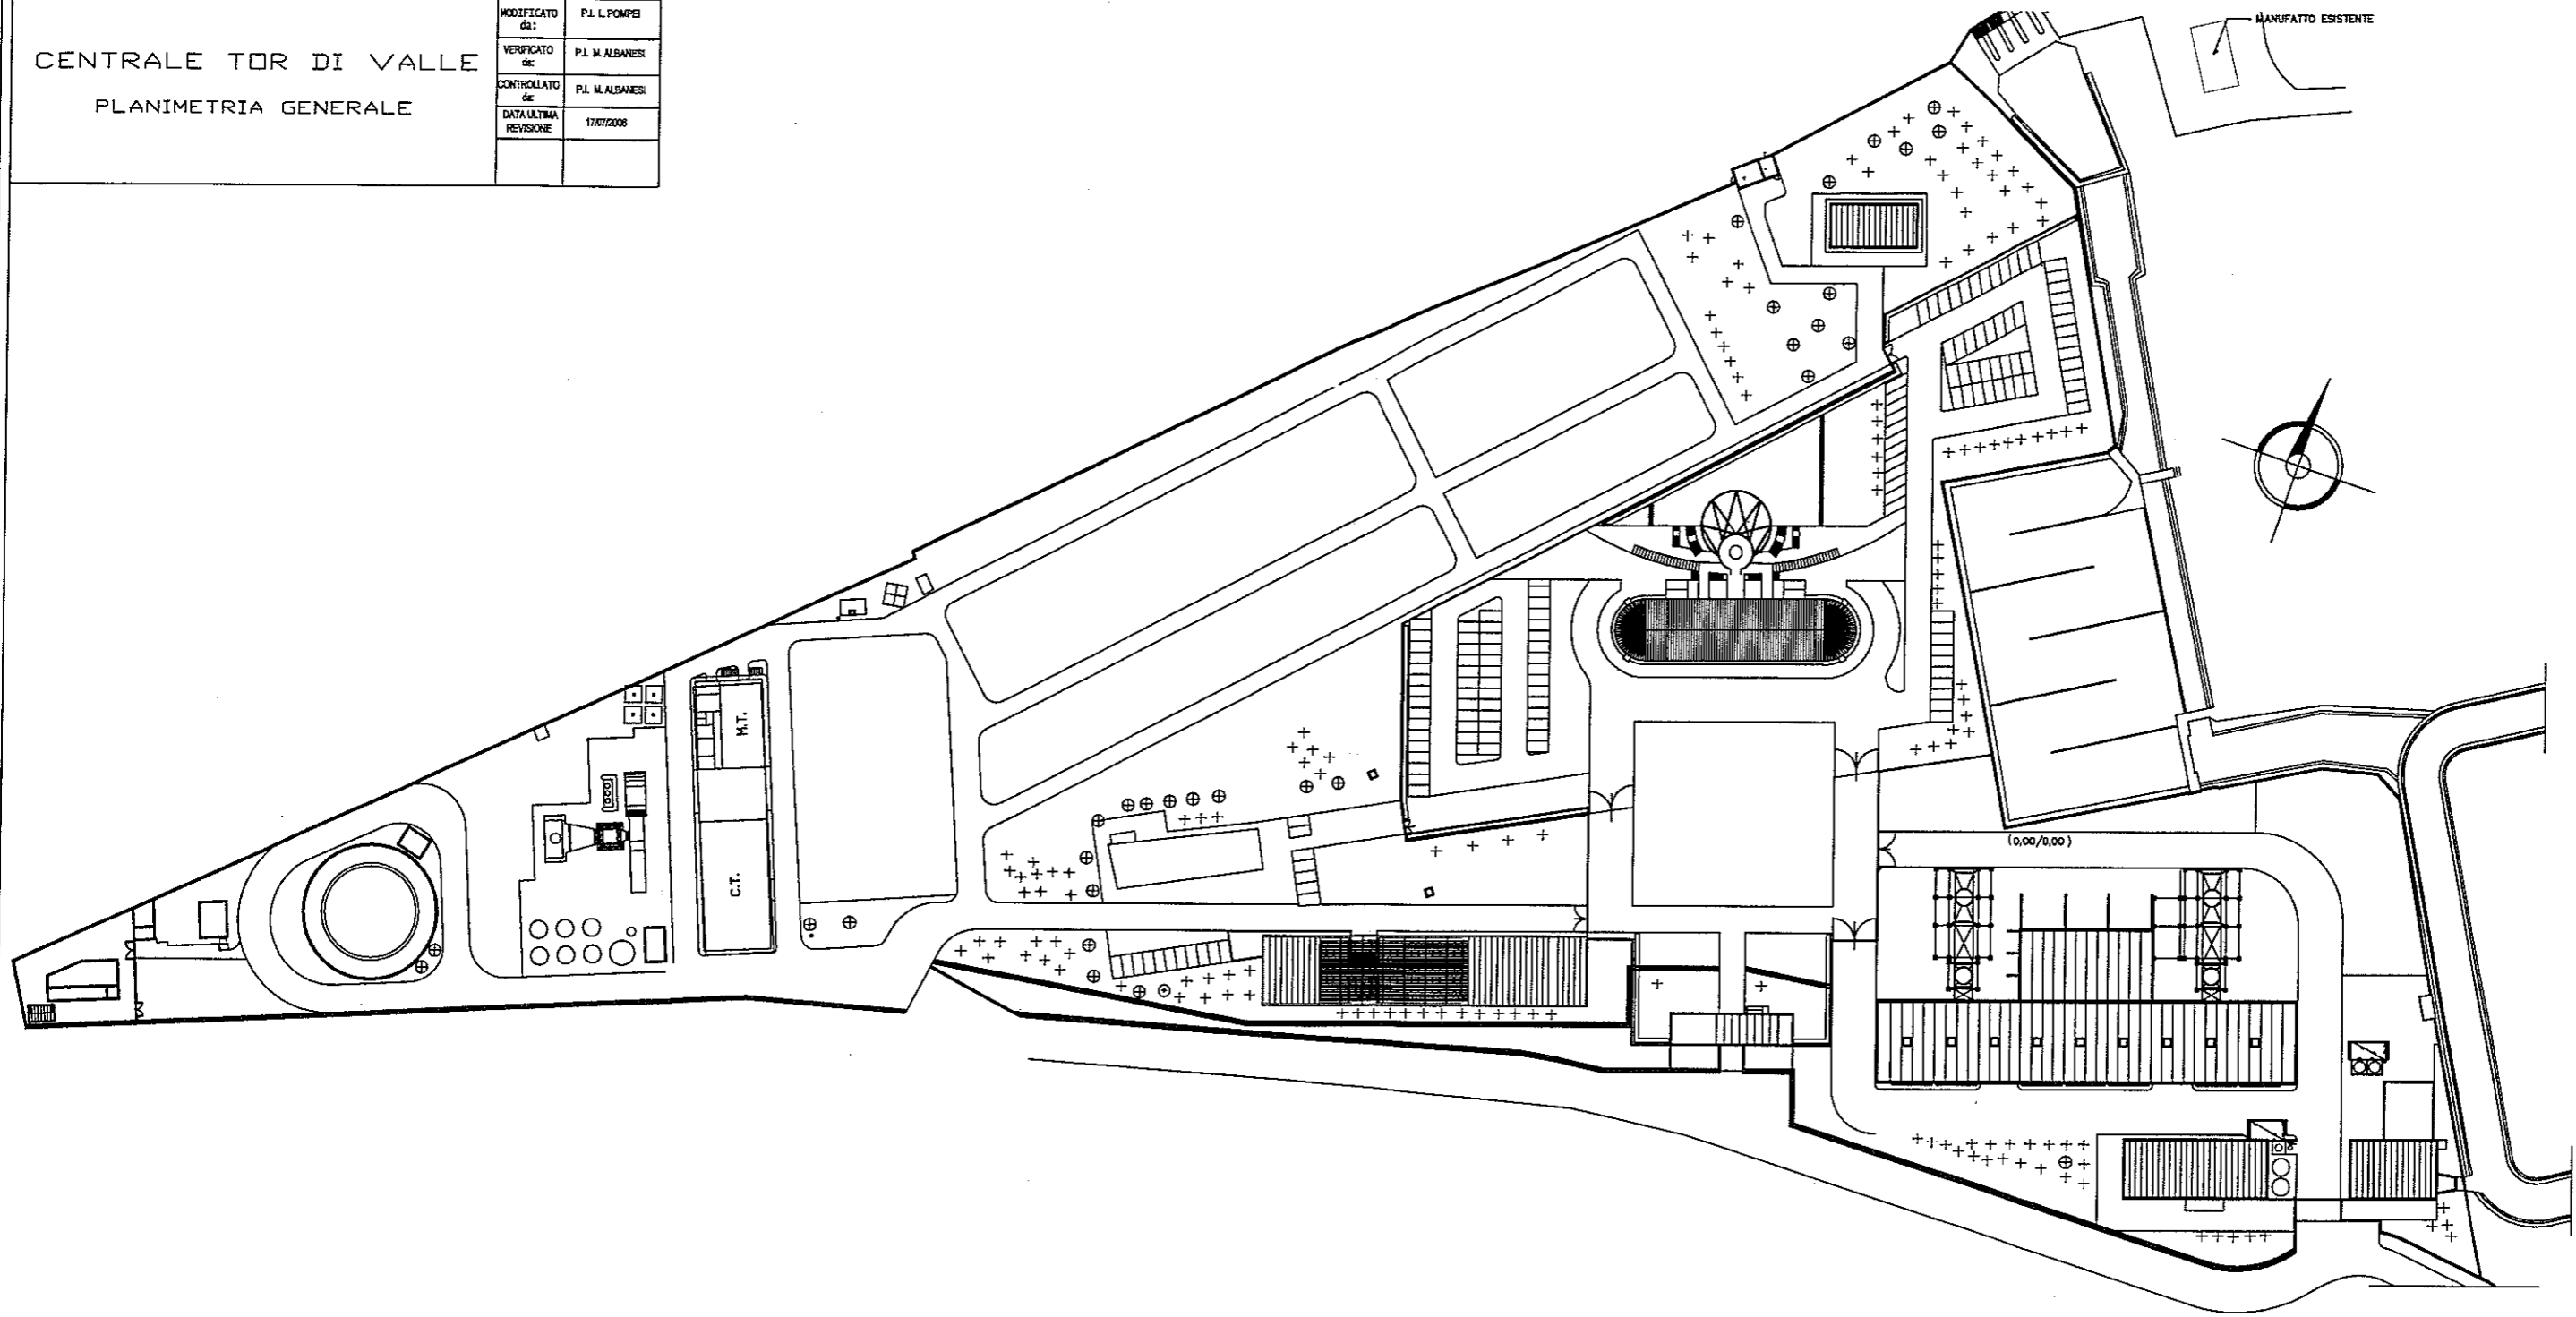 CENTRALE TOR DI VALLE
PLANIMETRIA GENERALE
MODIFICATO
da:
P.I. L. POMPEI
VERIFICATO
da:
P.I. M. ALBANESI
CONTROLLATO
da:
P.I. M. ALBANESI
DATA ULTIMA
REVISIONE
17/07/2006
MANUFATTO ESISTENTE
M.T.
C.T.
(0,00/0,00)